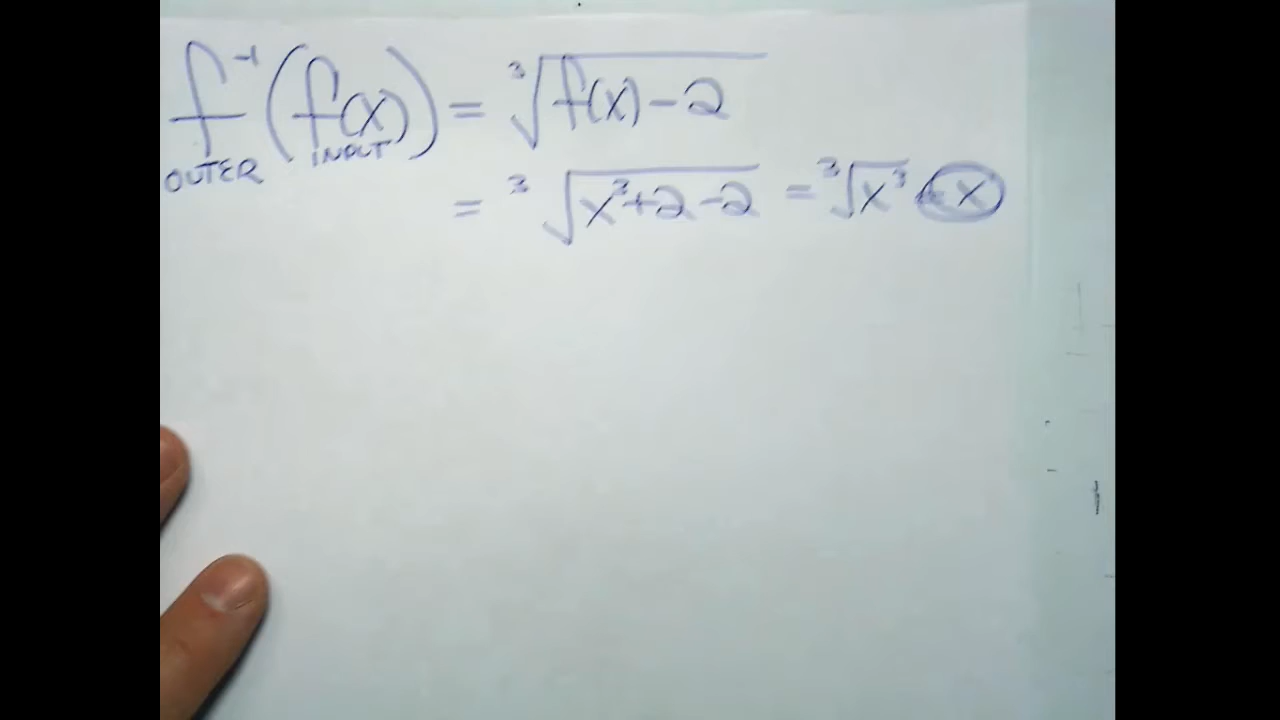 f⁻¹(f(x)) = ∛(f(x) - 2)
OUTER INPUT
= ∛(x³+2-2) = ∛x³ = x